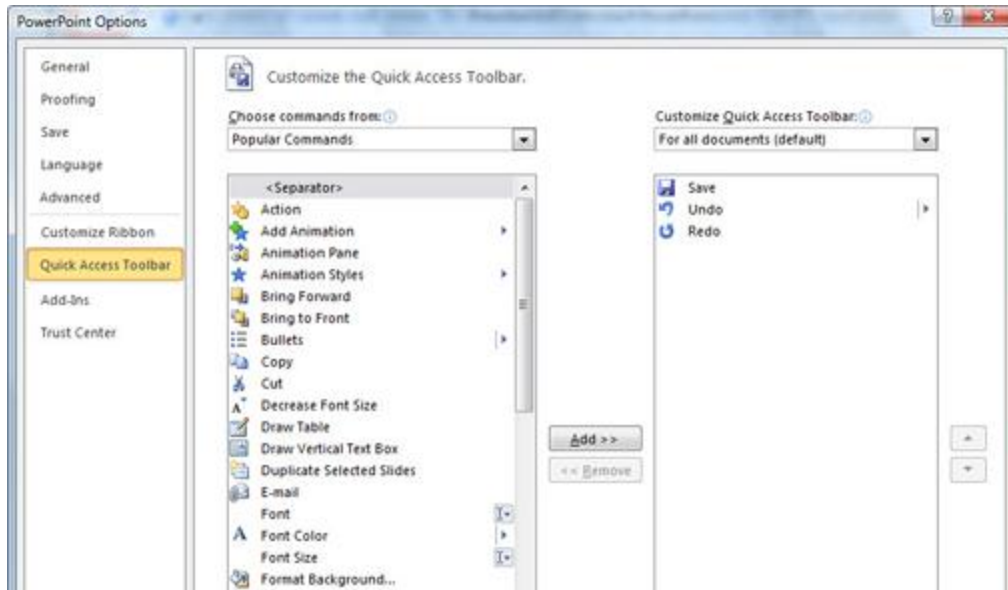 PowerPoint Options
General
Proofing
Save
Language
Advanced
Customize Ribbon
Quick Access Toolbar
Add-Ins
Trust Center
Customize the Quick Access Toolbar.
Choose commands from:
Popular Commands
<Separator>
Action
Add Animation
Animation Pane
Animation Styles
Bring Forward
Bring to Front
Bullets
Copy
Cut
Decrease Font Size
Draw Table
Draw Vertical Text Box
Duplicate Selected Slides
E-mail
Font
Font Color
Font Size
Format Background...
Add >>
<< Remove
Customize Quick Access Toolbar:
For all documents (default)
Save
Undo
Redo